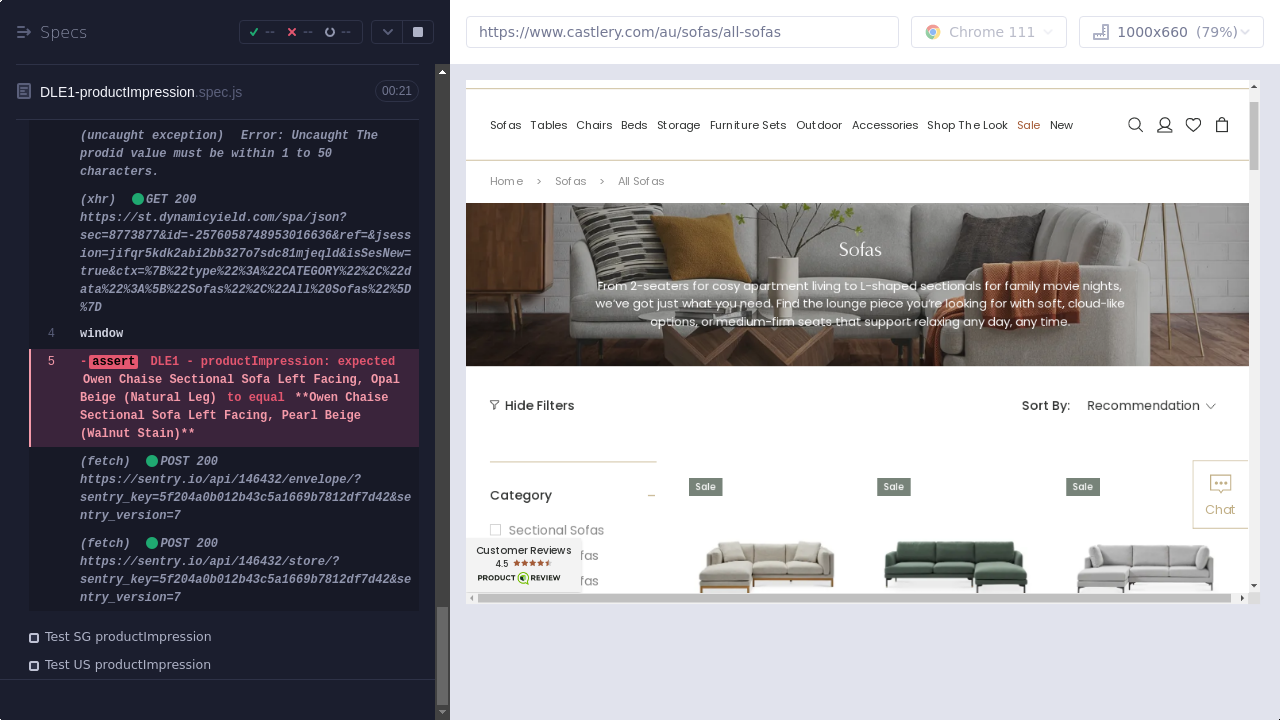 Specs
--
--
--
DLE1-productImpression.spec.js
00:21
(uncaught exception) Error: Uncaught The
prodid value must be within 1 to 50
characters.
(xhr) GET 200
https://st.dynamicyield.com/spa/json?
sec=8773877&id=-2576058748953016636&ref=&jsess
ion=jifqr5kdk2abi2bb327o7sdc81mjeqld&isSesNew=
true&ctx=%7B%22type%22%3A%22CATEGORY%22%2C%22d
ata%22%3A%5B%22Sofas%22%2C%22All%20Sofas%22%5D
%7D
4 window
5 -assert DLE1 - productImpression: expected
Owen Chaise Sectional Sofa Left Facing, Opal
Beige (Natural Leg) to equal **Owen Chaise
Sectional Sofa Left Facing, Pearl Beige
(Walnut Stain)**
(fetch) POST 200
https://sentry.io/api/146432/envelope/?
sentry_key=5f204a0b012b43c5a1669b7812df7d42&se
ntry_version=7
(fetch) POST 200
https://sentry.io/api/146432/store/?
sentry_key=5f204a0b012b43c5a1669b7812df7d42&se
ntry_version=7
Test SG productImpression
Test US productImpression
https://www.castlery.com/au/sofas/all-sofas
Chrome 111
1000x660 (79%)
Sofas Tables Chairs Beds Storage Furniture Sets Outdoor Accessories Shop The Look Sale New
Home > Sofas > All Sofas
Sofas
From 2-seaters for cosy apartment living to L-shaped sectionals for family movie nights,
we've got just what you need. Find the lounge piece you're looking for with soft, cloud-like
options, or medium-firm seats that support relaxing any day, any time.
Hide Filters
Sort By: Recommendation
Category
Sectional Sofas
fas
fas
Sale
Sale
Sale
Chat
Customer Reviews
4.5
PRODUCT REVIEW